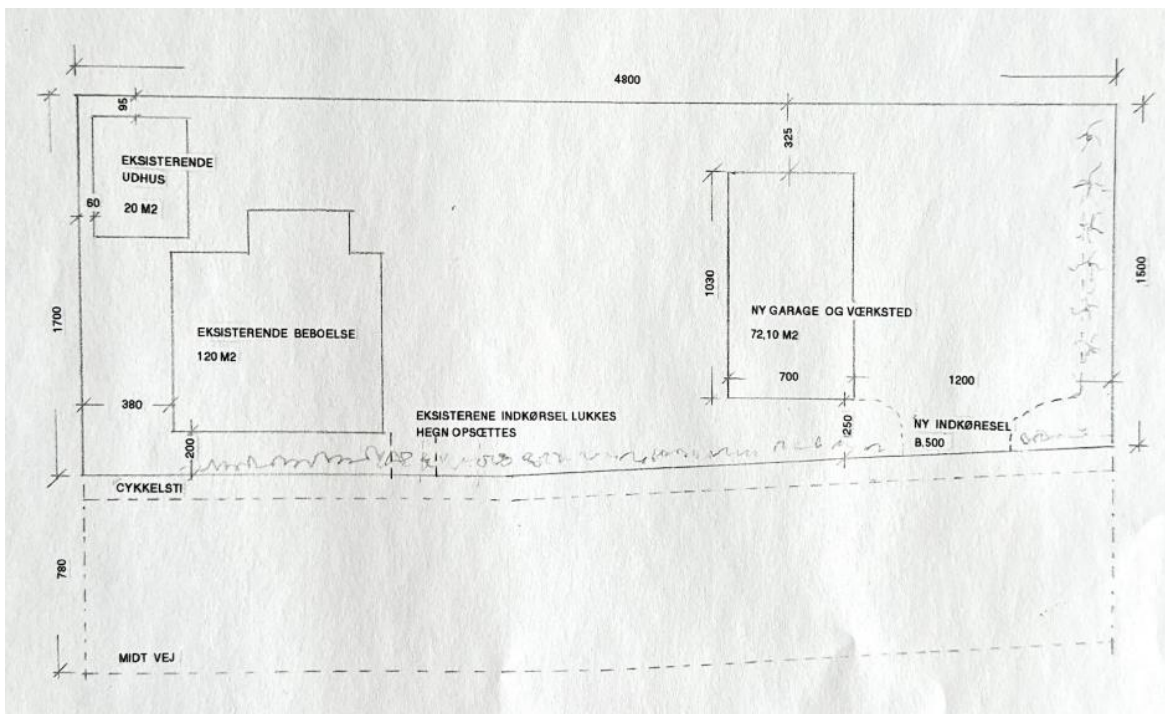 4800
95
EKSISTERENDE
UDHUS
20 M2
60
325
1030
1500
1700
NY GARAGE OG VÆRKSTED
72,10 M2
EKSISTERENDE BEBOELSE
120 M2
700
1200
380
EKSISTERENE INDKØRSEL LUKKES
HEGN OPSÆTTES
250
NY INDKØRESEL
B.500
200
CYKKELSTI
780
MIDT VEJ